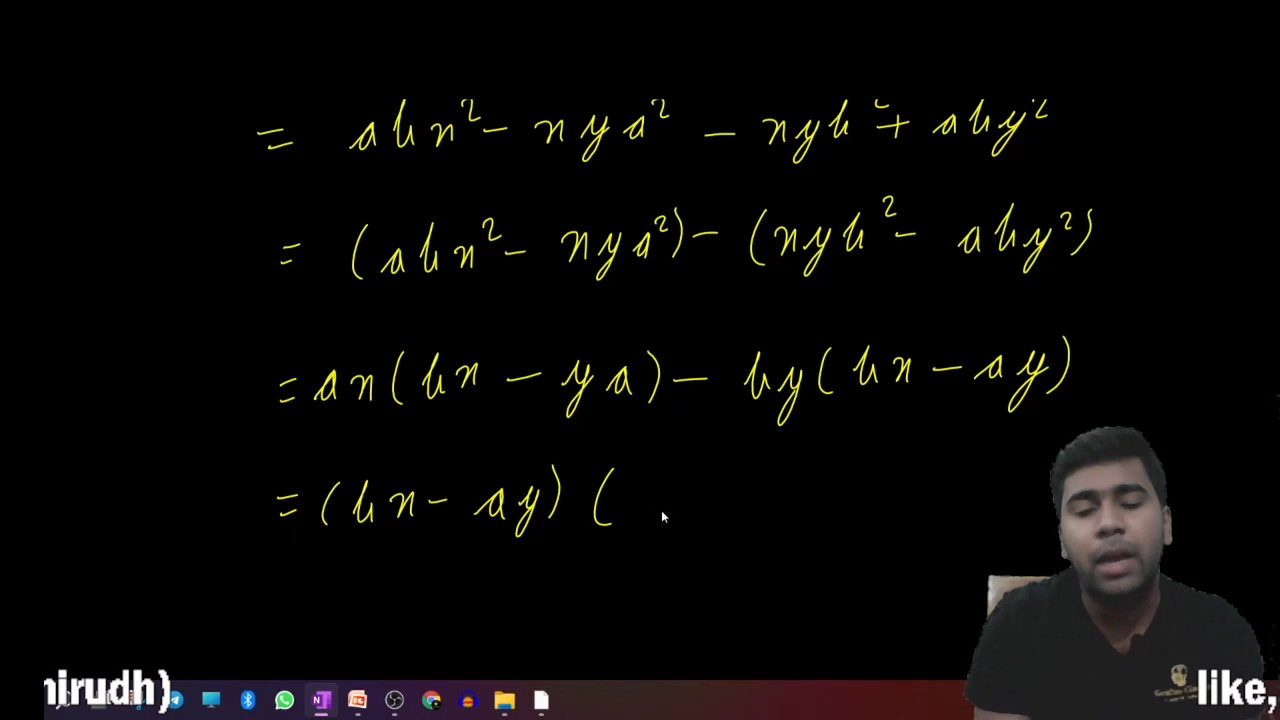 = abx² - xya² - xyb² + aby²
= (abx² - xya²) - (xyb² - aby²)
= ax(bx - ya) - by(bx - ay)
= (bx - ay) (
nirudh)
like,